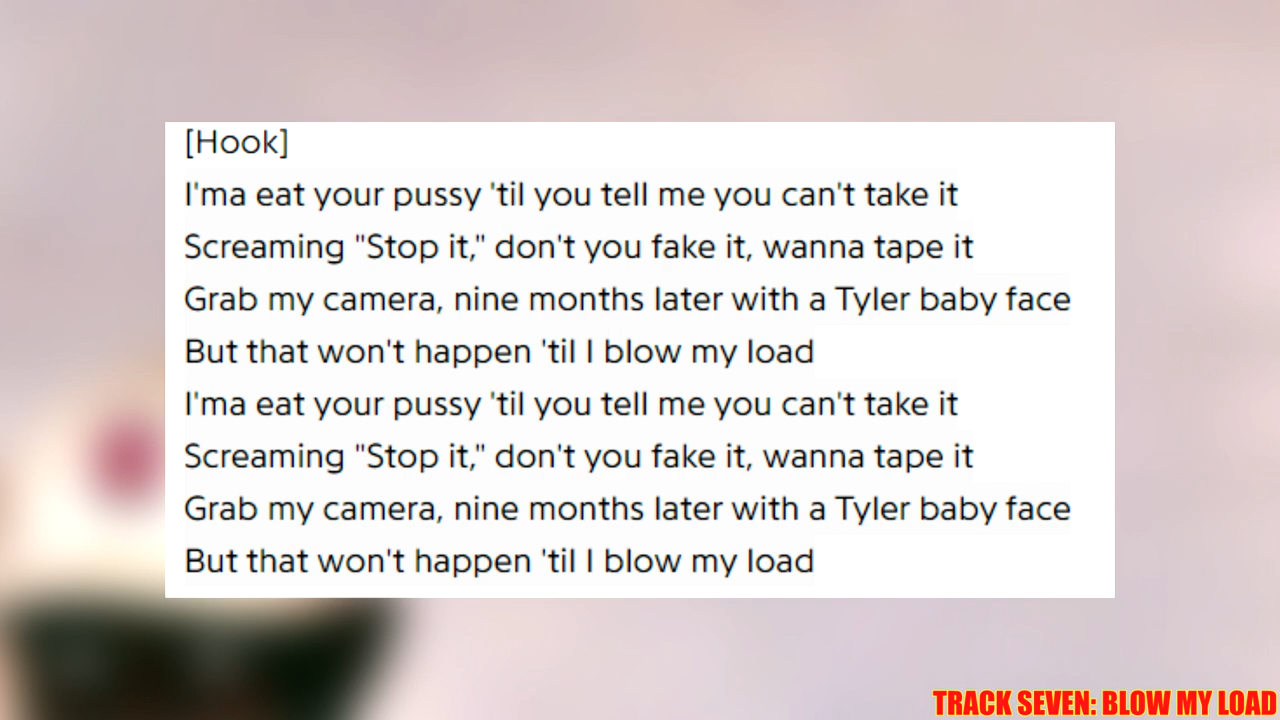 [Hook]
I'ma eat your pussy 'til you tell me you can't take it
Screaming "Stop it," don't you fake it, wanna tape it
Grab my camera, nine months later with a Tyler baby face
But that won't happen 'til I blow my load
I'ma eat your pussy 'til you tell me you can't take it
Screaming "Stop it," don't you fake it, wanna tape it
Grab my camera, nine months later with a Tyler baby face
But that won't happen 'til I blow my load
TRACK SEVEN: BLOW MY LOAD